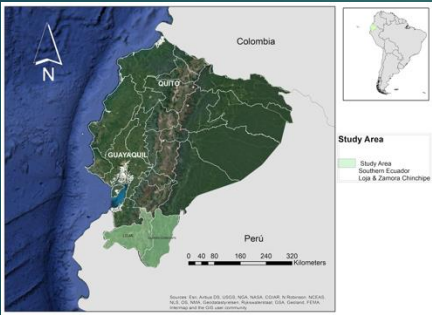 Colombia
N
QUITO
GUAYAQUIL
Study Area
Study Area
Southern Ecuador
Loja & Zamora Chinchipe
Perú
0 40 80 160 240 320
Kilometers
Sources: Esri, Airbus DS, USGS, NGA, NASA, CGIAR, N Robinson, NCEAS,
NLS, OS, NMA, Geodatastyrelsen, Rijkswaterstaat, GSA, Geoland, FEMA,
Intermap and the GIS user community